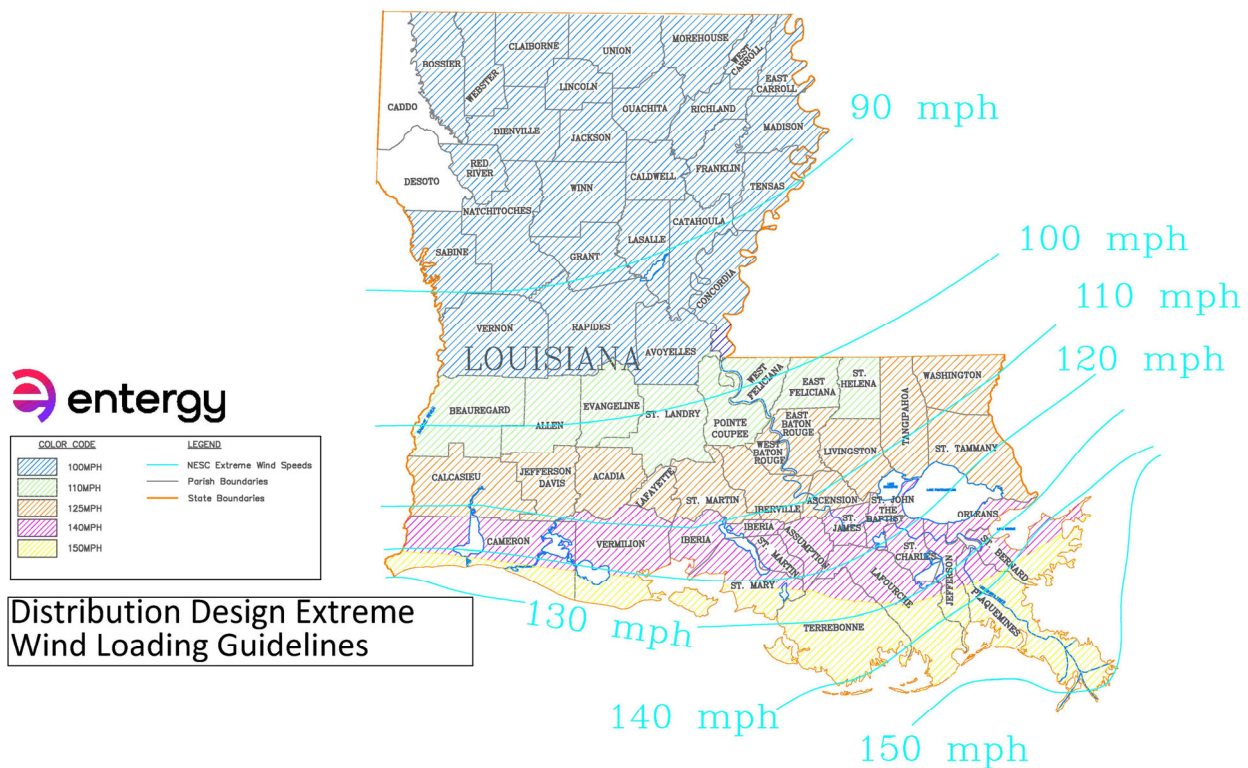 MOREHOUSE
WEST
CARROLL
CLAIBORNE
UNION
BOSSIER
WEBSTER
LINCOLN
EAST
CARROLL
CADDO
OUACHITA
RICHLAND
90 mph
DIENVILLE
JACKSON
MADISON
RED
RIVER
DESOTO
CALDWELL
FRANKLIN
WINN
TENSAS
NATCHITOCHES
CATAHOULA
LASALLE
SABINE
GRANT
100 mph
CONCORDIA
110 mph
VERNON
RAPIDES
AVOYELLES
LOUISIANA
120 mph
WEST
FELICIANA
EAST
FELICIANA
ST.
HELENA
WASHINGTON
entergy
BEAUREGARD
EVANGELINE
ST. LANDRY
ALLEN
POINTE
COUPEE
EAST
BATON
ROUGE
TANGIPAHOA
WEST
BATON
ROUGE
LIVINGSTON
ST. TAMMANY
COLOR CODE
LEGEND
100MPH
NESC Extreme Wind Speeds
110MPH
Parish Boundaries
125MPH
State Boundaries
140MPH
150MPH
CALCASIEU
JEFFERSON
DAVIS
ACADIA
LAFAYETTE
ST. MARTIN
IBERVILLE
ASCENSION
ST. JOHN
THE
BAPTIST
ORLEANS
ST.
JAMES
CAMERON
VERMILION
IBERIA
IBERIA
ST.
MARTIN
ASSUMPTION
ST.
CHARLES
ST.
BERNARD
ST. MARY
LAFOURCHE
JEFFERSON
PLAQUEMINES
TERREBONNE
Distribution Design Extreme
Wind Loading Guidelines
130 mph
140 mph
150 mph